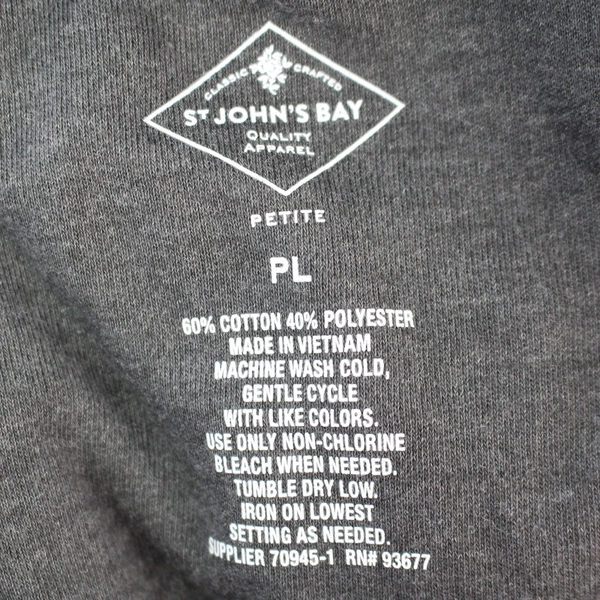 CLASSIC CRAFTED
ST JOHN'S BAY
QUALITY
APPAREL
PETITE
PL
60% COTTON 40% POLYESTER
MADE IN VIETNAM
MACHINE WASH COLD,
GENTLE CYCLE
WITH LIKE COLORS.
USE ONLY NON-CHLORINE
BLEACH WHEN NEEDED.
TUMBLE DRY LOW.
IRON ON LOWEST
SETTING AS NEEDED.
SUPPLIER 70945-1 RN# 93677